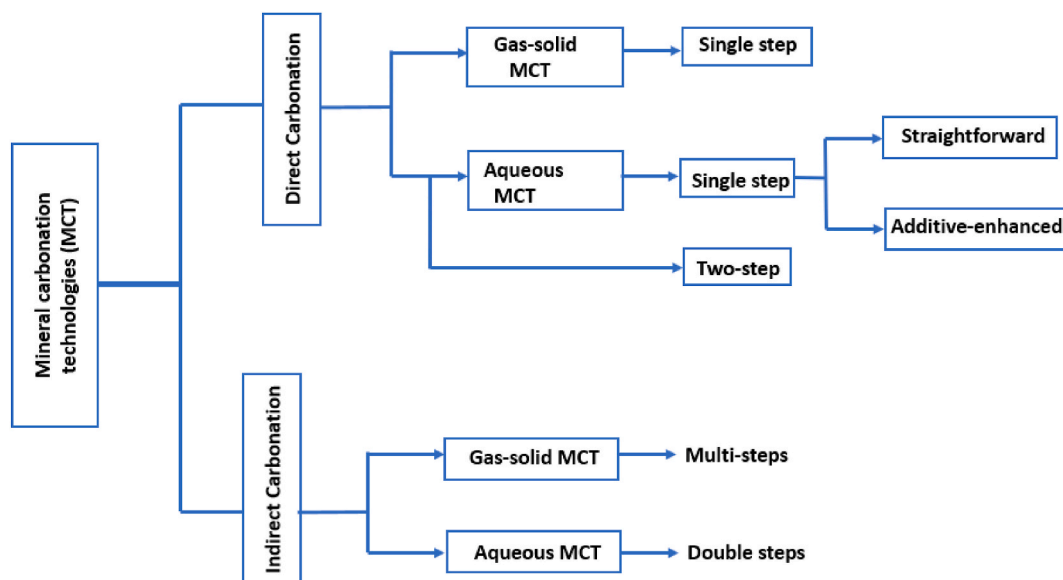 Mineral carbonation
technologies (MCT)
Direct Carbonation
Gas-solid
MCT
Single step
Aqueous
MCT
Single step
Straightforward
Additive-enhanced
Two-step
Indirect Carbonation
Gas-solid MCT
Multi-steps
Aqueous MCT
Double steps